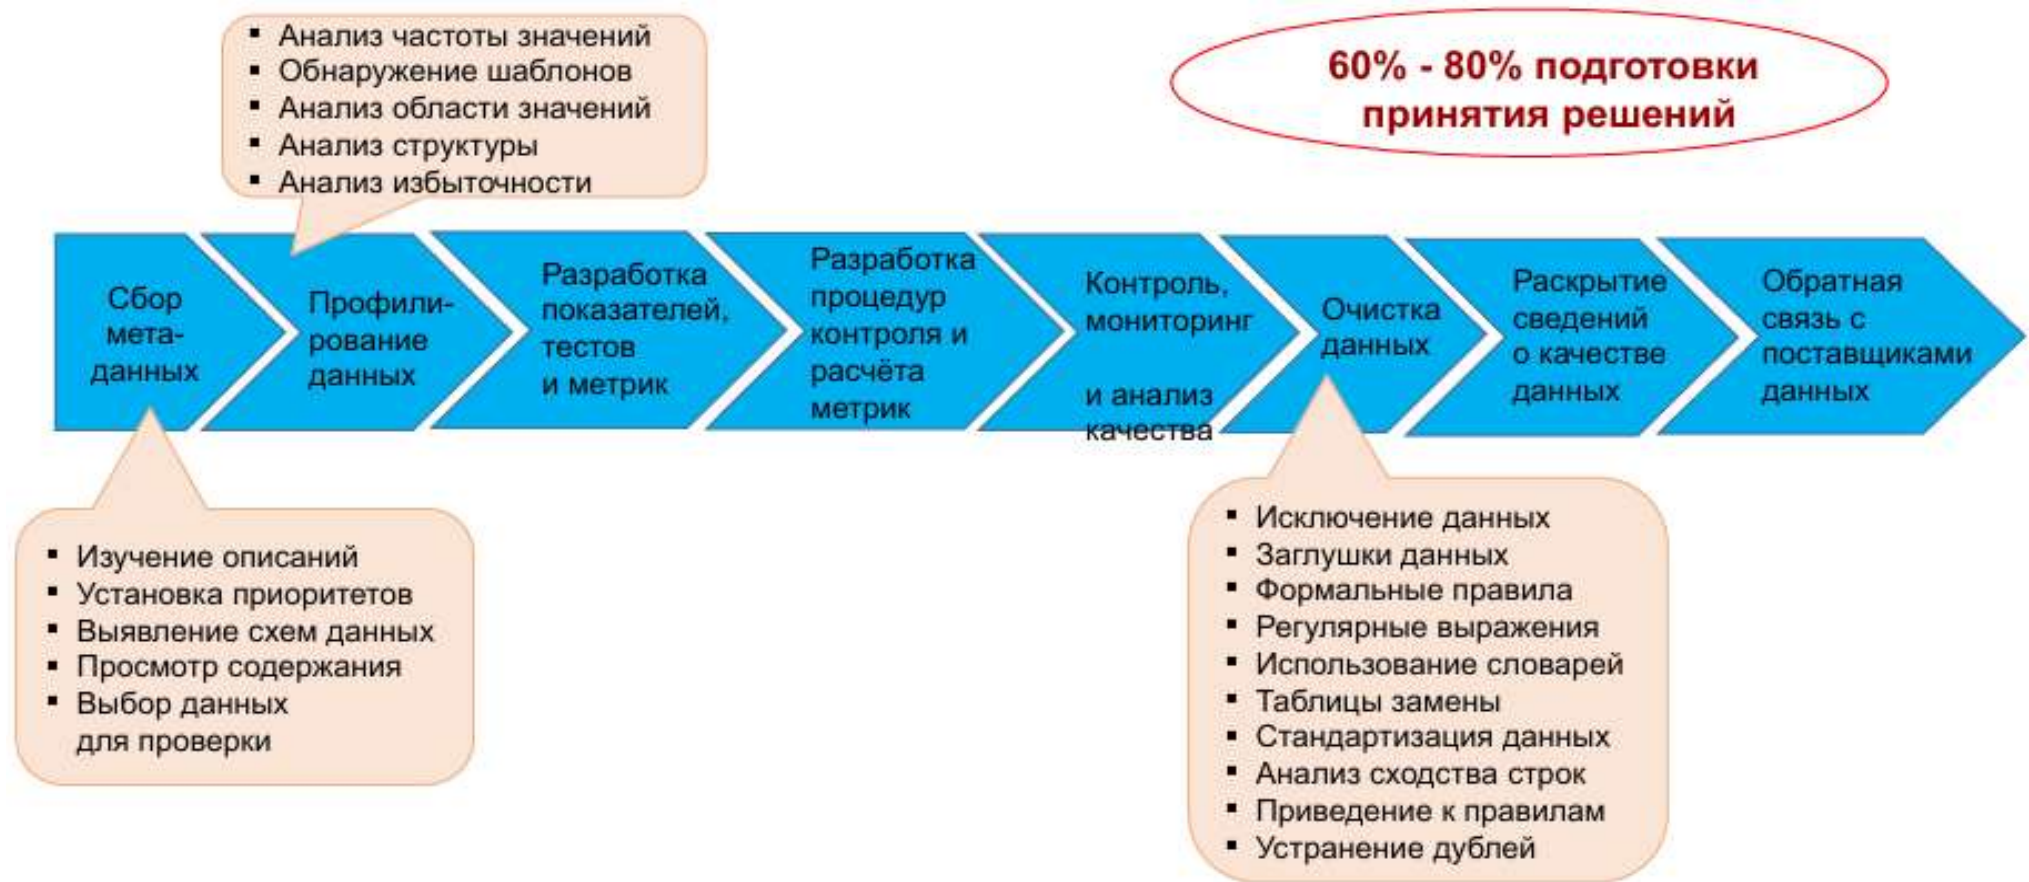 ▪ Анализ частоты значений
▪ Обнаружение шаблонов
▪ Анализ области значений
▪ Анализ структуры
▪ Анализ избыточности
60% - 80% подготовки
принятия решений
Сбор
мета-
данных
Профили-
рование
данных
Разработка
показателей,
тестов
и метрик
Разработка
процедур
контроля и
расчёта
метрик
Контроль,
мониторинг
и анализ
качества
Очистка
данных
Раскрытие
сведений
о качестве
данных
Обратная
связь с
поставщиками
данных
▪ Изучение описаний
▪ Установка приоритетов
▪ Выявление схем данных
▪ Просмотр содержания
▪ Выбор данных
для проверки
▪ Исключение данных
▪ Заглушки данных
▪ Формальные правила
▪ Регулярные выражения
▪ Использование словарей
▪ Таблицы замены
▪ Стандартизация данных
▪ Анализ сходства строк
▪ Приведение к правилам
▪ Устранение дублей